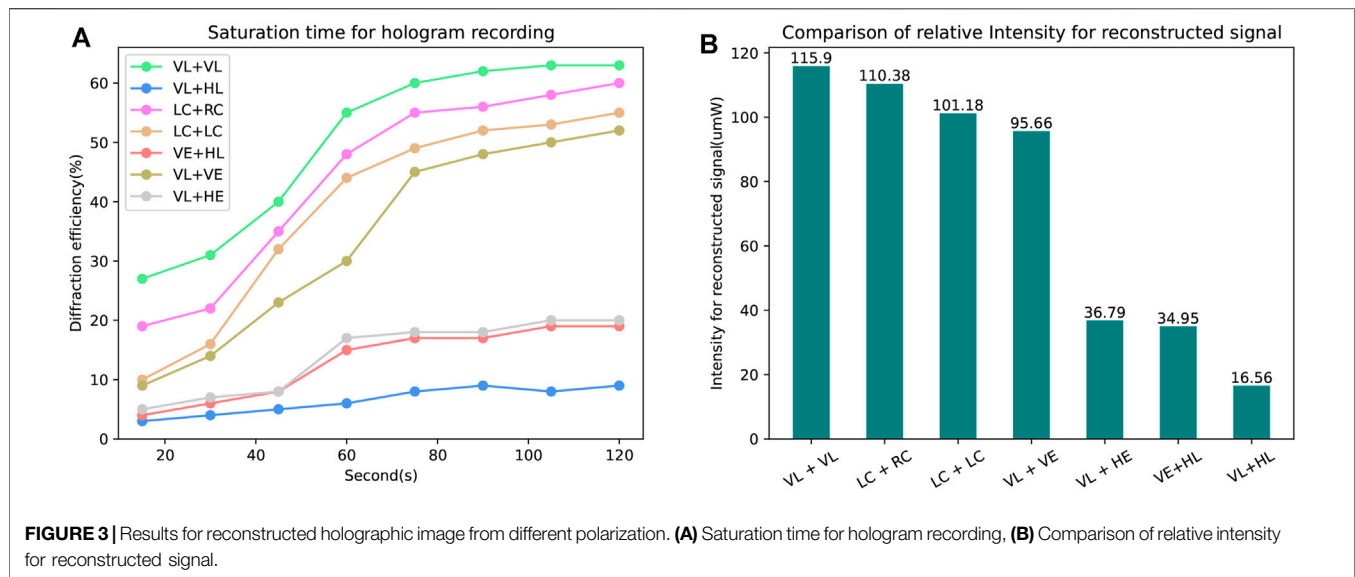 A
Saturation time for hologram recording
VL+VL
VL+HL
LC+RC
LC+LC
VE+HL
VL+VE
VL+HE
Diffraction efficiency(%)
60
50
40
30
20
10
0
20 40 60 80 100 120
Second(s)
B
Comparison of relative Intensity for reconstructed signal
Intensity for reconstructed signal(umW)
120
100
80
60
40
20
0
115.9
110.38
101.18
95.66
36.79
34.95
16.56
VL + VL
LC + RC
LC + LC
VL + VE
VL + HE
VE+HL
VL+HL
FIGURE 3 | Results for reconstructed holographic image from different polarization. (A) Saturation time for hologram recording, (B) Comparison of relative intensity
for reconstructed signal.